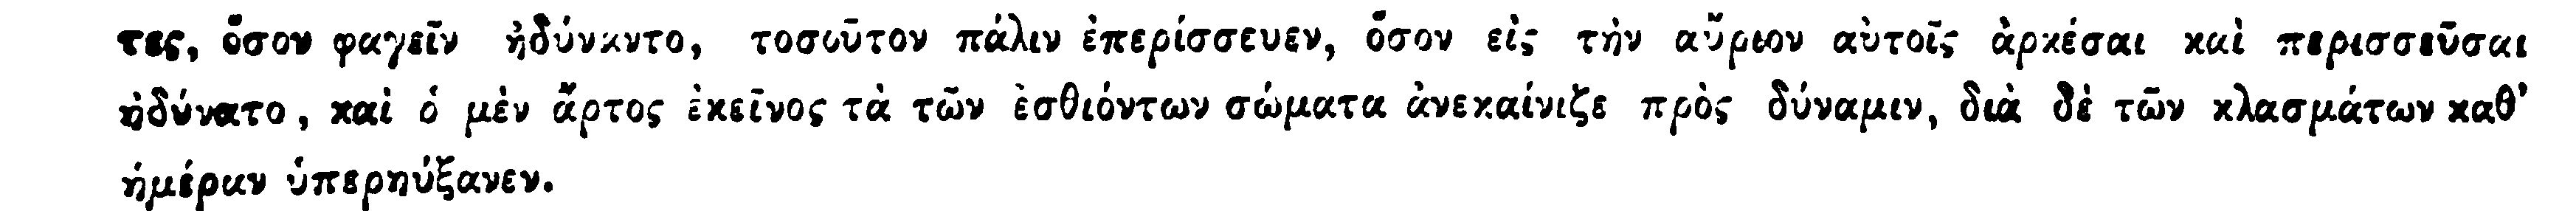 τες, ὅσον φαγεῖν ἠδύναντο, τοσοῦτον πάλιν ἐπερίσσευεν, ὅσον εἰς τὴν αὔριον αὐτοῖς ἀρκέσαι καὶ περισσεῦσαι
ἠδύνατο, καὶ ὁ μὲν ἄρτος ἐκεῖνος τὰ τῶν ἐσθιόντων σώματα ἀνεκαίνιζε πρὸς δύναμιν, διὰ δὲ τῶν κλασμάτων καθ’
ἡμέραν ὑπερηύξανεν.